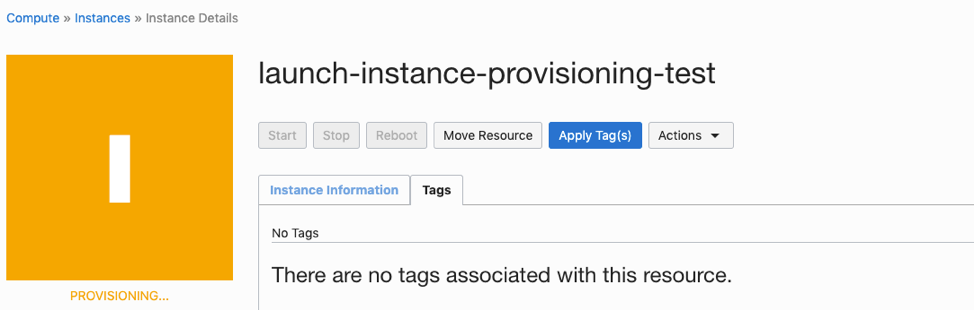 Compute » Instances » Instance Details
launch-instance-provisioning-test
Start Stop Reboot Move Resource Apply Tag(s) Actions
Instance Information Tags
No Tags
There are no tags associated with this resource.
I
PROVISIONING...